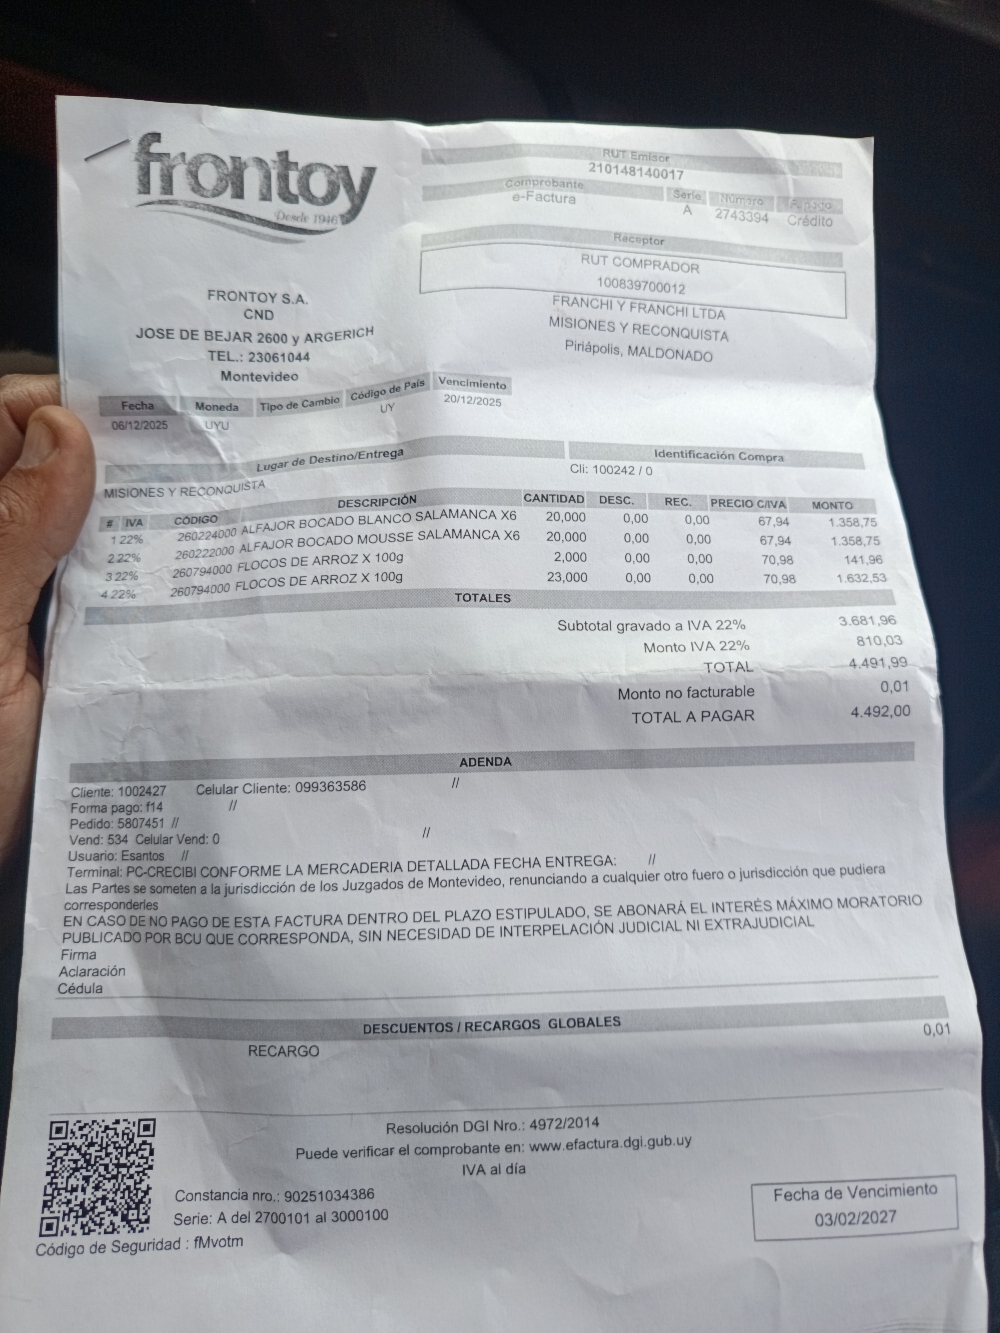 frontoy
Desde 1946
RUT Emisor
210148140017
Comprobante Serie Número Pago
e-Factura A 2743394 Crédito
Receptor
RUT COMPRADOR
100839700012
FRANCHI Y FRANCHI LTDA
MISIONES Y RECONQUISTA
Piriápolis, MALDONADO
FRONTOY S.A.
CND
JOSE DE BEJAR 2600 y ARGERICH
TEL.: 23061044
Montevideo
Fecha Moneda Tipo de Cambio Código de País Vencimiento
06/12/2025 UYU UY 20/12/2025
Lugar de Destino/Entrega Identificación Compra
MISIONES Y RECONQUISTA Cli: 100242 / 0
# IVA CÓDIGO DESCRIPCIÓN CANTIDAD DESC. REC. PRECIO C/IVA MONTO
1 22% 260224000 ALFAJOR BOCADO BLANCO SALAMANCA X6 20,000 0,00 0,00 67,94 1.358,75
2 22% 260222000 ALFAJOR BOCADO MOUSSE SALAMANCA X6 20,000 0,00 0,00 67,94 1.358,75
3 22% 260794000 FLOCOS DE ARROZ X 100g 2,000 0,00 0,00 70,98 141,96
4 22% 260794000 FLOCOS DE ARROZ X 100g 23,000 0,00 0,00 70,98 1.632,53
TOTALES
Subtotal gravado a IVA 22% 3.681,96
Monto IVA 22% 810,03
TOTAL 4.491,99
Monto no facturable 0,01
TOTAL A PAGAR 4.492,00
ADENDA
Cliente: 1002427 Celular Cliente: 099363586 //
Forma pago: f14 //
Pedido: 5807451 //
Vend: 534 Celular Vend: 0 //
Usuario: Esantos //
Terminal: PC-CRECIBI CONFORME LA MERCADERIA DETALLADA FECHA ENTREGA: //
Las Partes se someten a la jurisdicción de los Juzgados de Montevideo, renunciando a cualquier otro fuero o jurisdicción que pudiera
corresponderles
EN CASO DE NO PAGO DE ESTA FACTURA DENTRO DEL PLAZO ESTIPULADO, SE ABONARÁ EL INTERÉS MÁXIMO MORATORIO
PUBLICADO POR BCU QUE CORRESPONDA, SIN NECESIDAD DE INTERPELACIÓN JUDICIAL NI EXTRAJUDICIAL
Firma
Aclaración
Cédula
DESCUENTOS / RECARGOS GLOBALES
RECARGO 0,01
Resolución DGI Nro.: 4972/2014
Puede verificar el comprobante en: www.efactura.dgi.gub.uy
IVA al día
Constancia nro.: 90251034386
Serie: A del 2700101 al 3000100
Código de Seguridad : fMvotm
Fecha de Vencimiento
03/02/2027